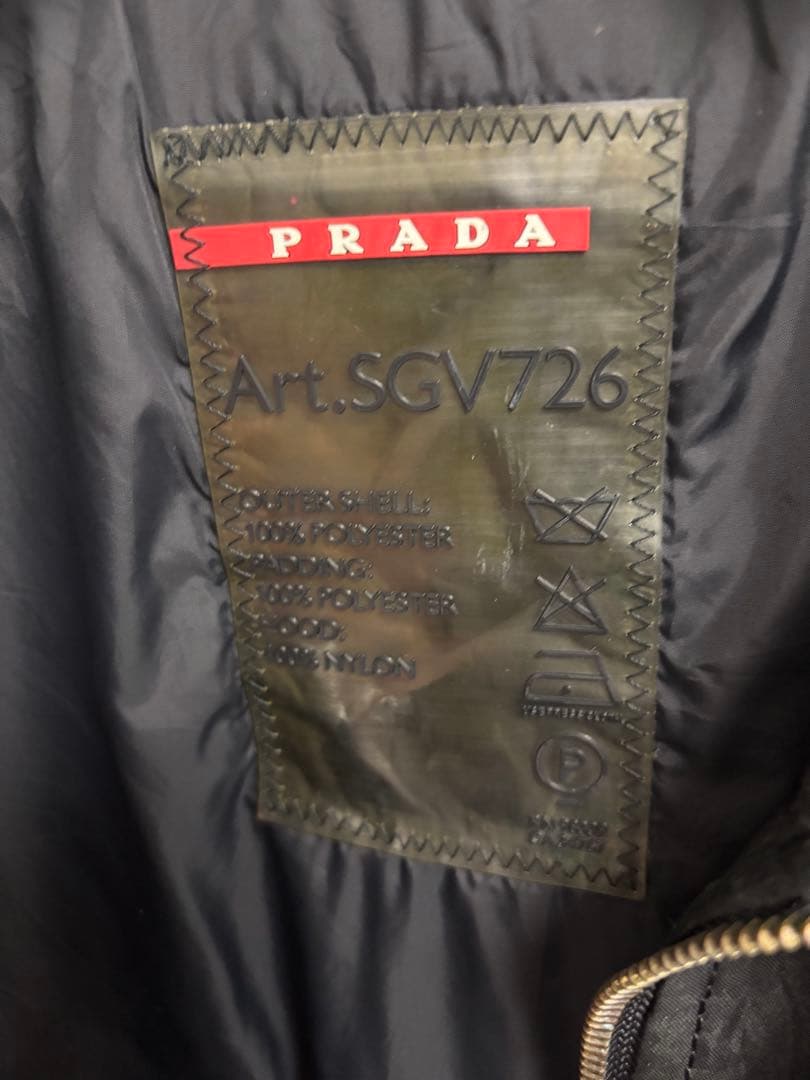 PRADA
Art.SGV726
OUTER SHELL:
100% POLYESTER
PADDING:
100% POLYESTER
HOOD:
100% NYLON
P